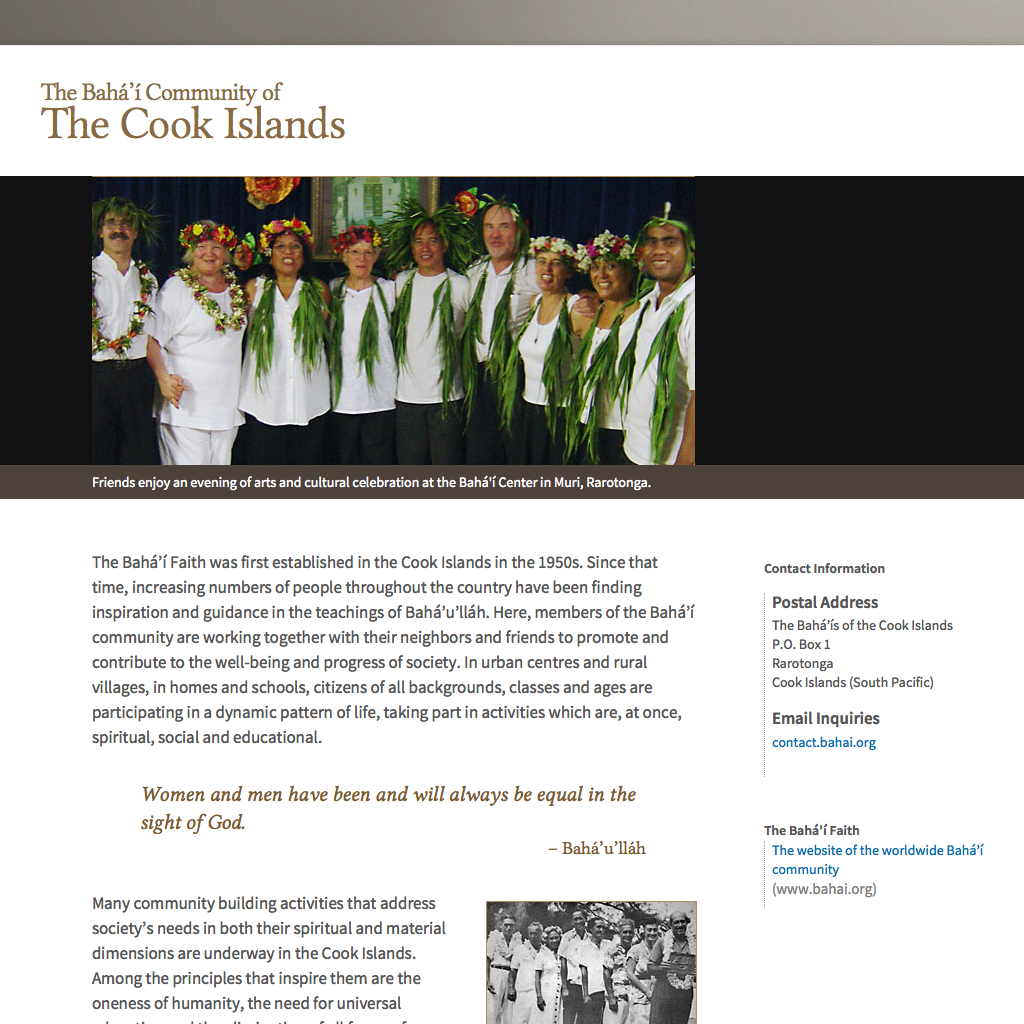 The Bahá’í Community of
The Cook Islands
Friends enjoy an evening of arts and cultural celebration at the Bahá'í Center in Muri, Rarotonga.
The Bahá’í Faith was first established in the Cook Islands in the 1950s. Since that
time, increasing numbers of people throughout the country have been finding
inspiration and guidance in the teachings of Bahá’u’lláh. Here, members of the Bahá’í
community are working together with their neighbors and friends to promote and
contribute to the well-being and progress of society. In urban centres and rural
villages, in homes and schools, citizens of all backgrounds, classes and ages are
participating in a dynamic pattern of life, taking part in activities which are, at once,
spiritual, social and educational.
Women and men have been and will always be equal in the
sight of God.
– Bahá’u’lláh
Many community building activities that address
society’s needs in both their spiritual and material
dimensions are underway in the Cook Islands.
Among the principles that inspire them are the
oneness of humanity, the need for universal
Contact Information
Postal Address
The Bahá’ís of the Cook Islands
P.O. Box 1
Rarotonga
Cook Islands (South Pacific)
Email Inquiries
contact.bahai.org
The Bahá’í Faith
The website of the worldwide Bahá’í
community
(www.bahai.org)